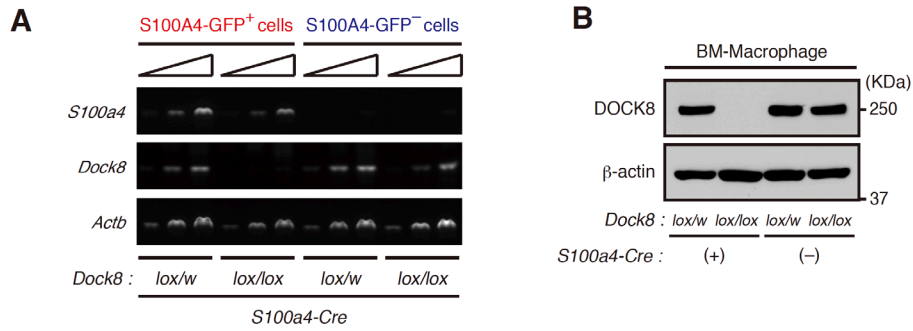 A
S100A4-GFP+ cells S100A4-GFP− cells
S100a4
Dock8
Actb
Dock8 : lox/w lox/lox lox/w lox/lox
S100a4-Cre
B
BM-Macrophage
(KDa)
DOCK8
250
β-actin
37
Dock8 : lox/w lox/lox lox/w lox/lox
S100a4-Cre : (+) (−)